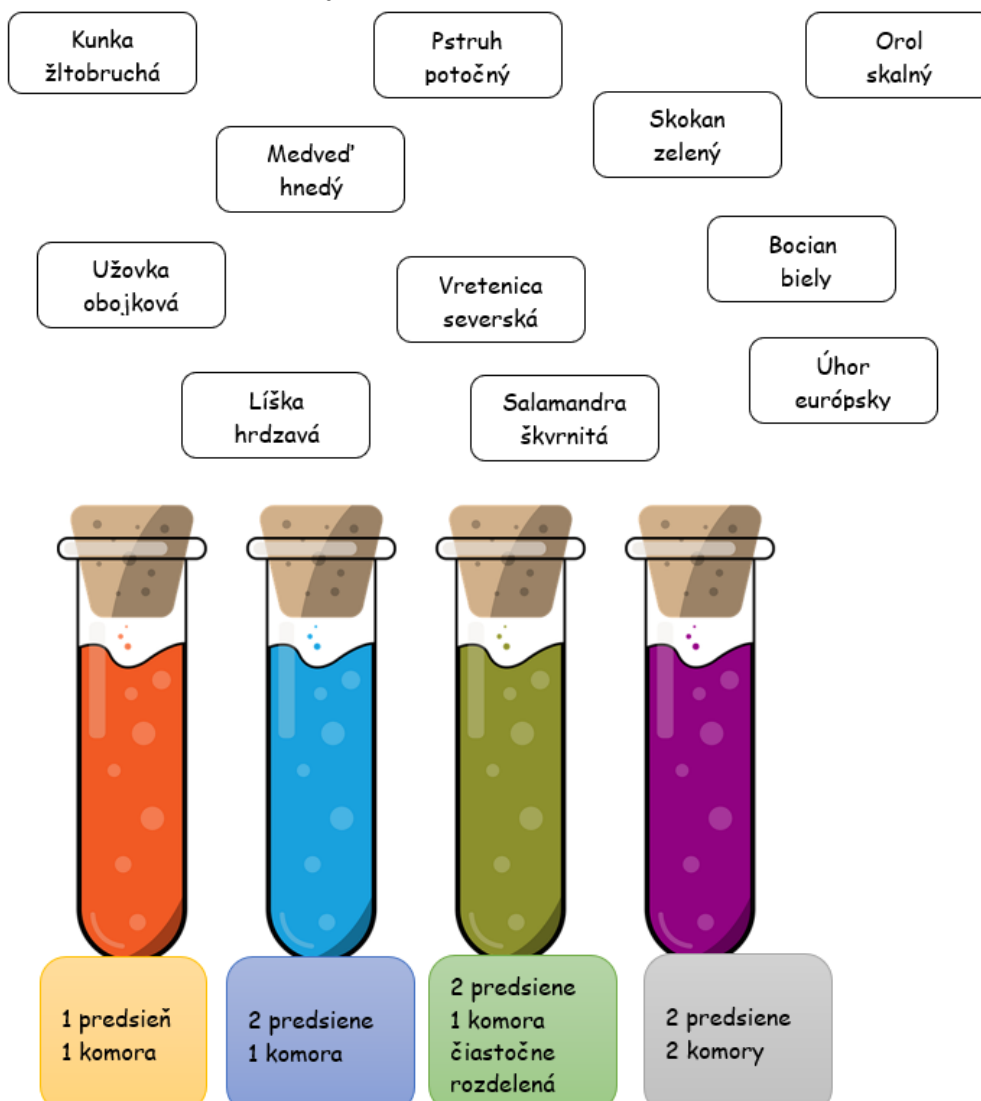 Kunka
žltobruchá
Pstruh
potočný
Orol
skalný
Skokan
zelený
Medveď
hnedý
Bocian
biely
Užovka
obojková
Vretenica
severská
Úhor
európsky
Líška
hrdzavá
Salamandra
škvrnitá
1 predsieň
1 komora
2 predsiene
1 komora
2 predsiene
1 komora
čiastočne
rozdelená
2 predsiene
2 komory